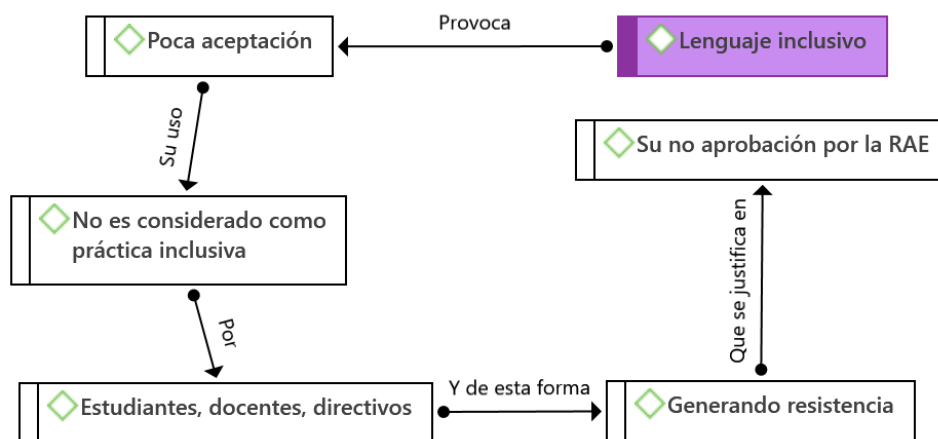 Provoca
Poca aceptación
Lenguaje inclusivo
Su uso
Su no aprobación por la RAE
No es considerado como
práctica inclusiva
Que se justifica en
Por
Y de esta forma
Estudiantes, docentes, directivos
Generando resistencia